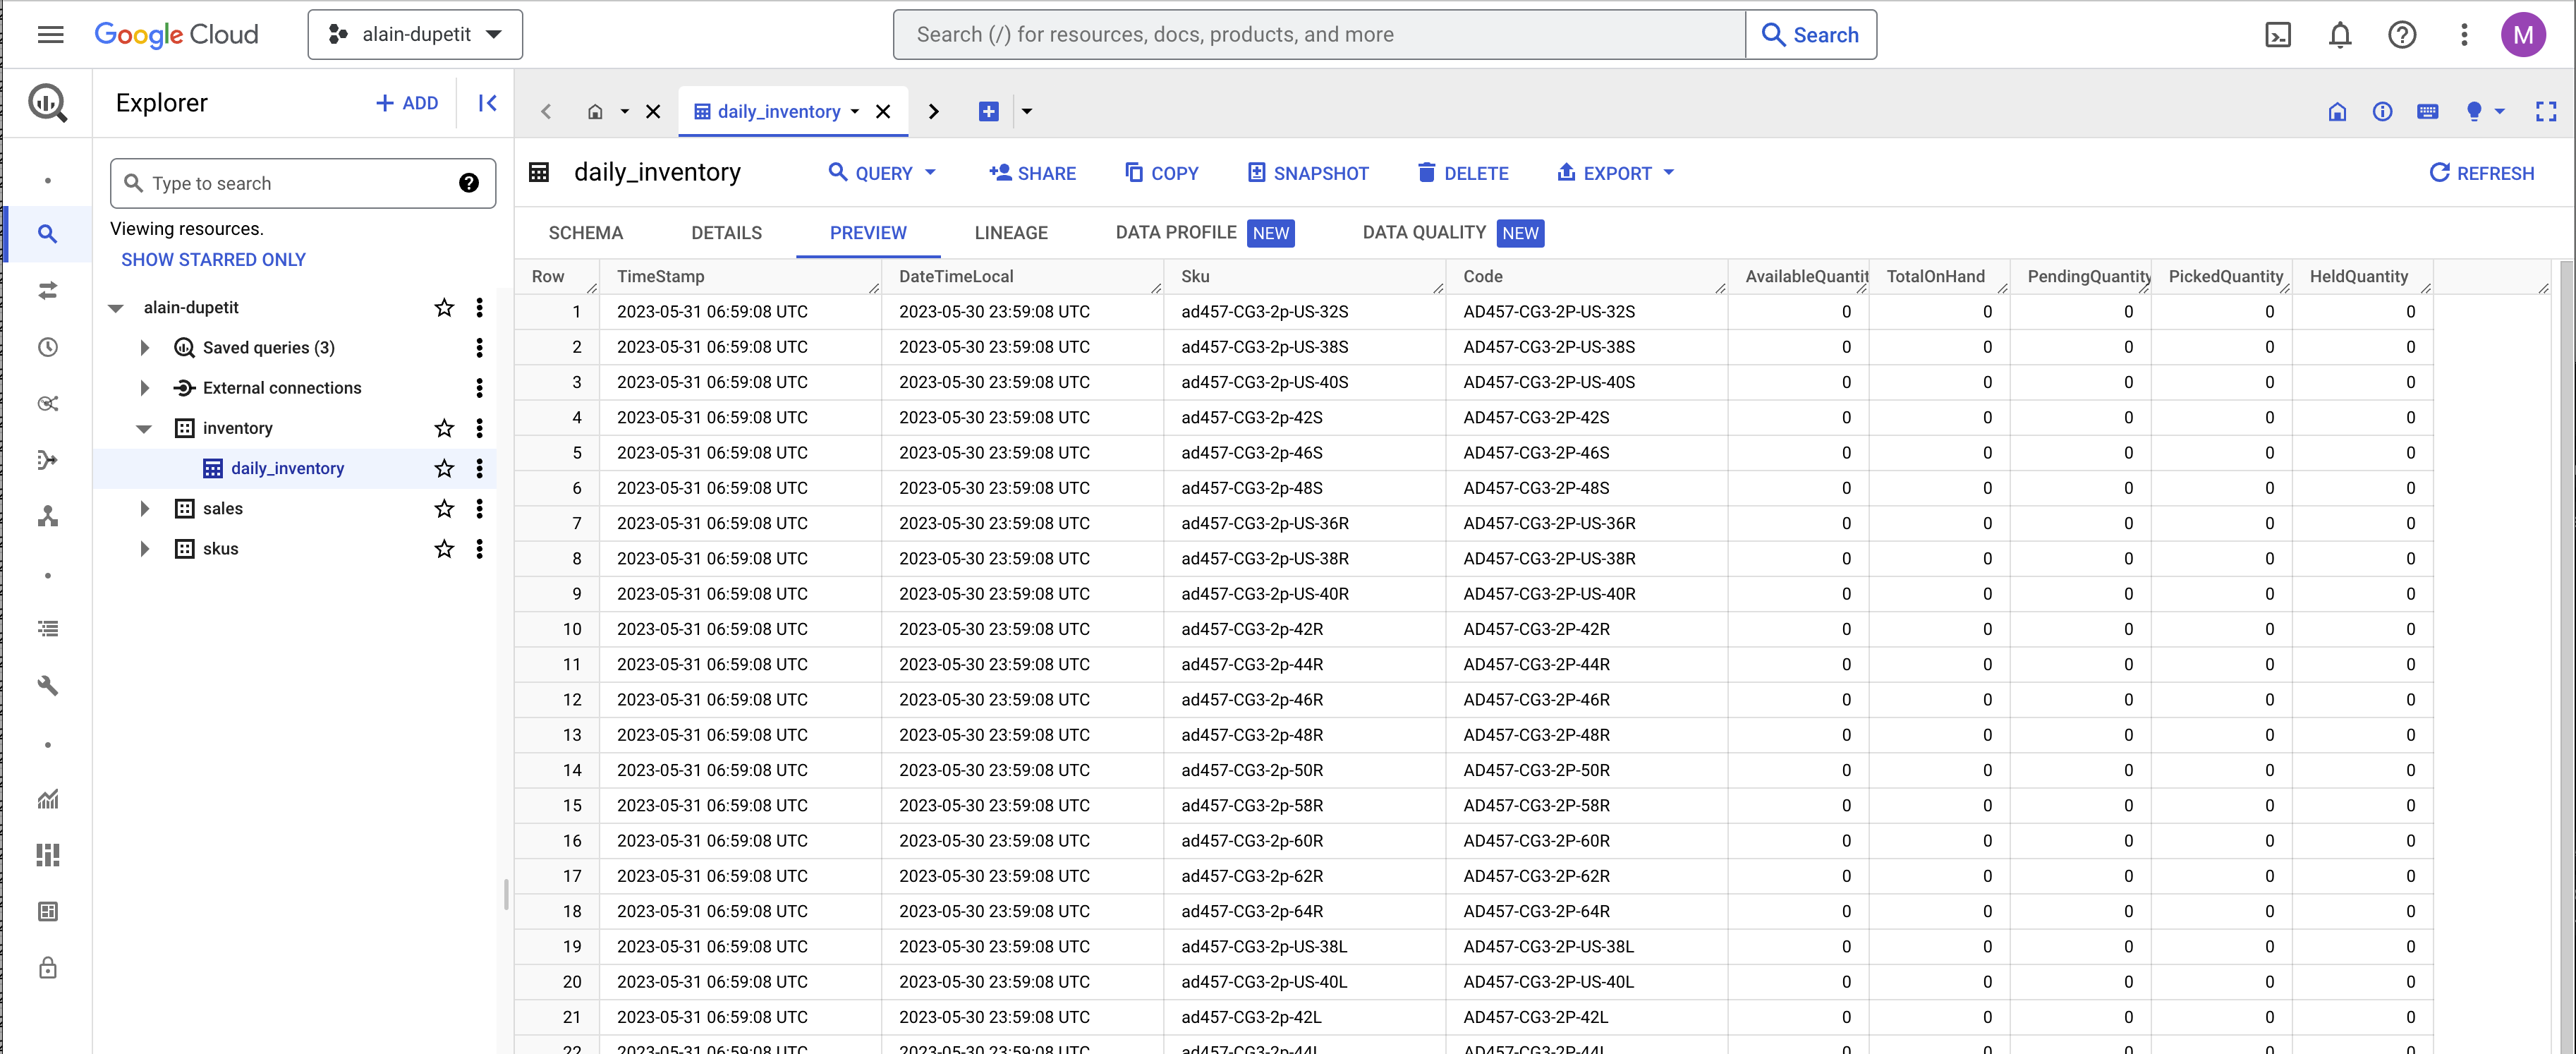 Google Cloud alain-dupetit Search (/) for resources, docs, products, and more Search M
Explorer + ADD
daily_inventory
Type to search
Viewing resources.
SHOW STARRED ONLY
alain-dupetit
Saved queries (3)
External connections
inventory
daily_inventory
sales
skus
daily_inventory QUERY SHARE COPY SNAPSHOT DELETE EXPORT REFRESH
SCHEMA DETAILS PREVIEW LINEAGE DATA PROFILE NEW DATA QUALITY NEW
Row TimeStamp DateTimeLocal Sku Code AvailableQuantit TotalOnHand PendingQuantity PickedQuantity HeldQuantity
1 2023-05-31 06:59:08 UTC 2023-05-30 23:59:08 UTC ad457-CG3-2p-US-32S AD457-CG3-2P-US-32S 0 0 0 0 0
2 2023-05-31 06:59:08 UTC 2023-05-30 23:59:08 UTC ad457-CG3-2p-US-38S AD457-CG3-2P-US-38S 0 0 0 0 0
3 2023-05-31 06:59:08 UTC 2023-05-30 23:59:08 UTC ad457-CG3-2p-US-40S AD457-CG3-2P-US-40S 0 0 0 0 0
4 2023-05-31 06:59:08 UTC 2023-05-30 23:59:08 UTC ad457-CG3-2p-42S AD457-CG3-2P-42S 0 0 0 0 0
5 2023-05-31 06:59:08 UTC 2023-05-30 23:59:08 UTC ad457-CG3-2p-46S AD457-CG3-2P-46S 0 0 0 0 0
6 2023-05-31 06:59:08 UTC 2023-05-30 23:59:08 UTC ad457-CG3-2p-48S AD457-CG3-2P-48S 0 0 0 0 0
7 2023-05-31 06:59:08 UTC 2023-05-30 23:59:08 UTC ad457-CG3-2p-US-36R AD457-CG3-2P-US-36R 0 0 0 0 0
8 2023-05-31 06:59:08 UTC 2023-05-30 23:59:08 UTC ad457-CG3-2p-US-38R AD457-CG3-2P-US-38R 0 0 0 0 0
9 2023-05-31 06:59:08 UTC 2023-05-30 23:59:08 UTC ad457-CG3-2p-US-40R AD457-CG3-2P-US-40R 0 0 0 0 0
10 2023-05-31 06:59:08 UTC 2023-05-30 23:59:08 UTC ad457-CG3-2p-42R AD457-CG3-2P-42R 0 0 0 0 0
11 2023-05-31 06:59:08 UTC 2023-05-30 23:59:08 UTC ad457-CG3-2p-44R AD457-CG3-2P-44R 0 0 0 0 0
12 2023-05-31 06:59:08 UTC 2023-05-30 23:59:08 UTC ad457-CG3-2p-46R AD457-CG3-2P-46R 0 0 0 0 0
13 2023-05-31 06:59:08 UTC 2023-05-30 23:59:08 UTC ad457-CG3-2p-48R AD457-CG3-2P-48R 0 0 0 0 0
14 2023-05-31 06:59:08 UTC 2023-05-30 23:59:08 UTC ad457-CG3-2p-50R AD457-CG3-2P-50R 0 0 0 0 0
15 2023-05-31 06:59:08 UTC 2023-05-30 23:59:08 UTC ad457-CG3-2p-58R AD457-CG3-2P-58R 0 0 0 0 0
16 2023-05-31 06:59:08 UTC 2023-05-30 23:59:08 UTC ad457-CG3-2p-60R AD457-CG3-2P-60R 0 0 0 0 0
17 2023-05-31 06:59:08 UTC 2023-05-30 23:59:08 UTC ad457-CG3-2p-62R AD457-CG3-2P-62R 0 0 0 0 0
18 2023-05-31 06:59:08 UTC 2023-05-30 23:59:08 UTC ad457-CG3-2p-64R AD457-CG3-2P-64R 0 0 0 0 0
19 2023-05-31 06:59:08 UTC 2023-05-30 23:59:08 UTC ad457-CG3-2p-US-38L AD457-CG3-2P-US-38L 0 0 0 0 0
20 2023-05-31 06:59:08 UTC 2023-05-30 23:59:08 UTC ad457-CG3-2p-US-40L AD457-CG3-2P-US-40L 0 0 0 0 0
21 2023-05-31 06:59:08 UTC 2023-05-30 23:59:08 UTC ad457-CG3-2p-42L AD457-CG3-2P-42L 0 0 0 0 0
22 2023-05-31 06:59:08 UTC 2023-05-30 23:59:08 UTC ad457-CG3-2p-44L AD457-CG3-2P-44L 0 0 0 0 0